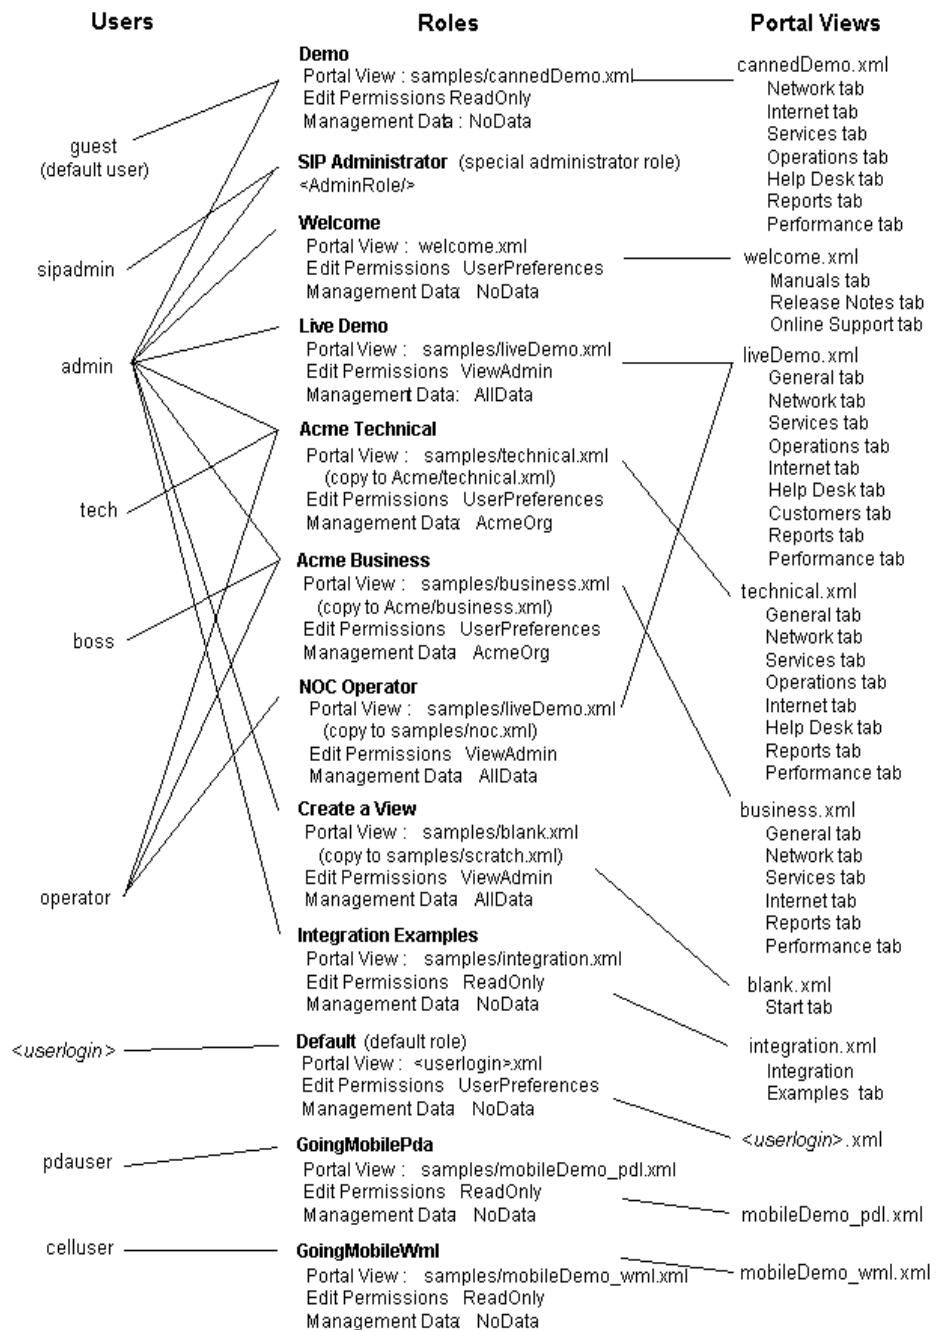 Users
Roles
Portal Views
guest
(default user)
sipadmin
admin
tech
boss
operator
<userlogin>
pdauser
celluser
Demo
Portal View : samples/cannedDemo.xml
Edit Permissions ReadOnly
Management Data : NoData
SIP Administrator (special administrator role)
<AdminRole/>
Welcome
Portal View : welcome.xml
Edit Permissions UserPreferences
Management Data: NoData
Live Demo
Portal View : samples/liveDemo.xml
Edit Permissions ViewAdmin
Management Data: AllData
Acme Technical
Portal View : samples/technical.xml
(copy to Acme/technical.xml)
Edit Permissions UserPreferences
Management Data: AcmeOrg
Acme Business
Portal View : samples/business.xml
(copy to Acme/business.xml)
Edit Permissions UserPreferences
Management Data AcmeOrg
NOC Operator
Portal View : samples/liveDemo.xml
(copy to samples/noc.xml)
Edit Permissions ViewAdmin
Management Data AllData
Create a View
Portal View : samples/blank.xml
(copy to samples/scratch.xml)
Edit Permissions ViewAdmin
Management Data AllData
Integration Examples
Portal View : samples/integration.xml
Edit Permissions ReadOnly
Management Data NoData
Default (default role)
Portal View : <userlogin>.xml
Edit Permissions UserPreferences
Management Data NoData
GoingMobilePda
Portal View : samples/mobileDemo_pdl.xml
Edit Permissions ReadOnly
Management Data NoData
GoingMobileWml
Portal View : samples/mobileDemo_wml.xml
Edit Permissions ReadOnly
Management Data NoData
cannedDemo.xml
Network tab
Internet tab
Services tab
Operations tab
Help Desk tab
Reports tab
Performance tab
welcome.xml
Manuals tab
Release Notes tab
Online Support tab
liveDemo.xml
General tab
Network tab
Services tab
Operations tab
Internet tab
Help Desk tab
Customers tab
Reports tab
Performance tab
technical.xml
General tab
Network tab
Services tab
Operations tab
Internet tab
Help Desk tab
Reports tab
Performance tab
business.xml
General tab
Network tab
Services tab
Internet tab
Reports tab
Performance tab
blank.xml
Start tab
integration.xml
Integration
Examples tab
<userlogin>.xml
mobileDemo_pdl.xml
mobileDemo_wml.xml